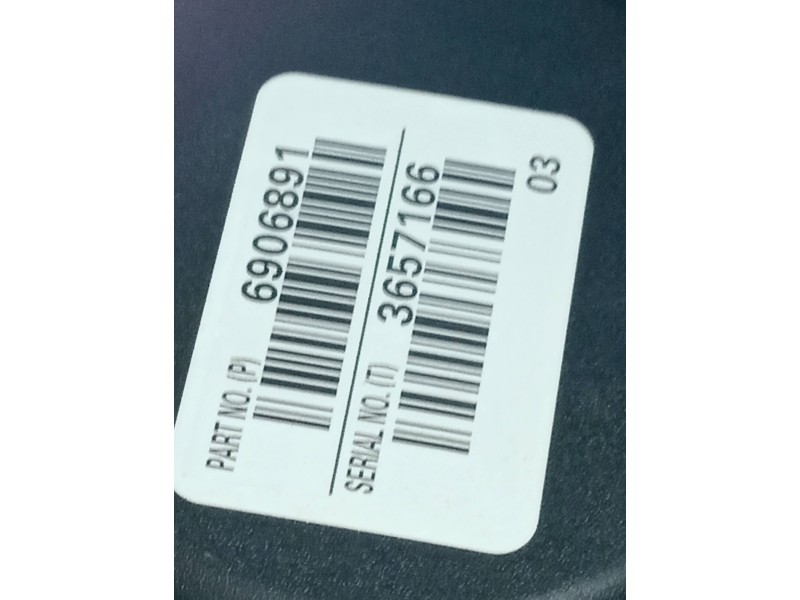 PART NO. (P) 6906891
SERIAL NO. (T) 3657166
03